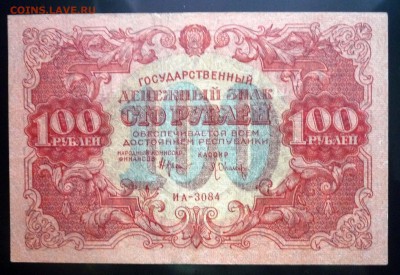 COINS.LAVE.RU
ГОСУДАРСТВЕННЫЙ
ДЕНЕЖНЫЙ ЗНАК
СТО РУБЛЕЙ
100
РУБЛЕЙ
100
100
РУБЛЕЙ
ОБЕСПЕЧИВАЕТСЯ ВСЕМ
ДОСТОЯНИЕМ РЕСПУБЛИКИ
НАРОДНЫЙ КОМИССАР
ФИНАНСОВ
КАССИР
ИА-3084